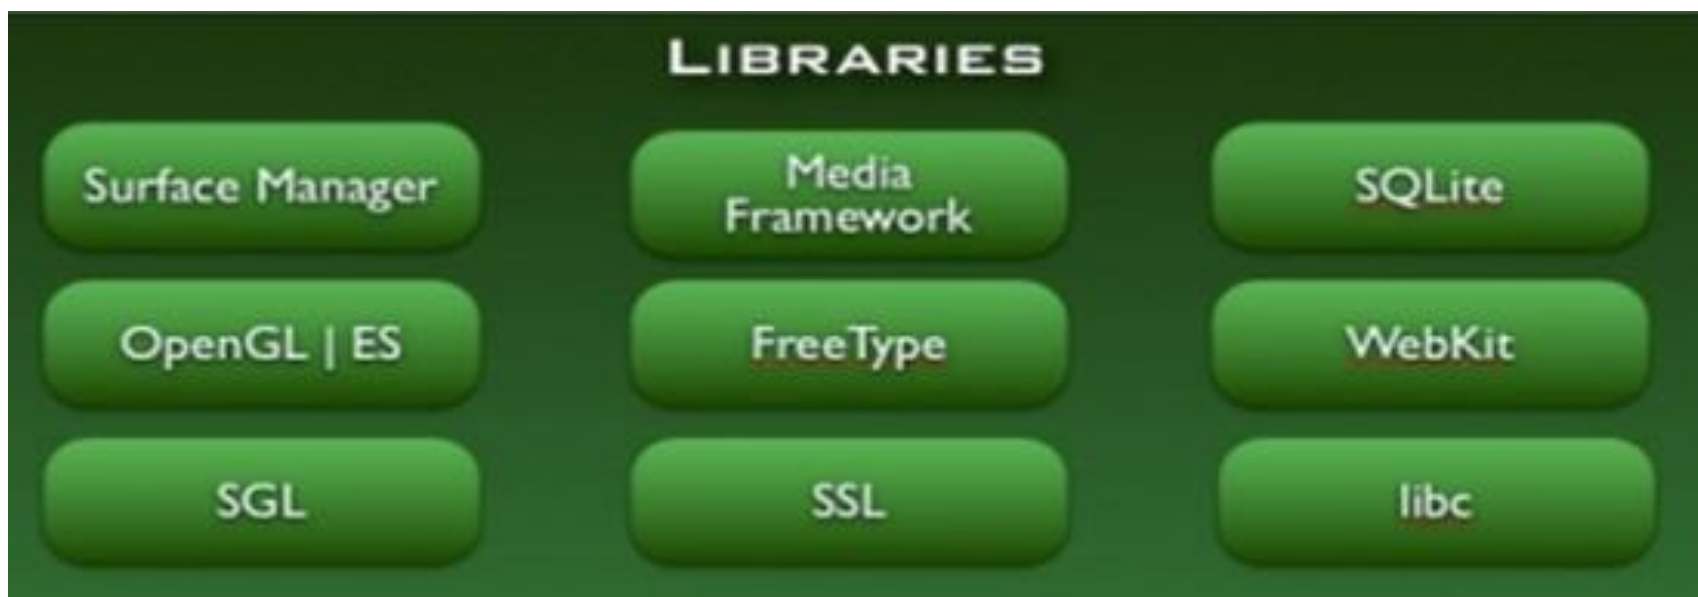 LIBRARIES
Surface Manager
Media
Framework
SQLite
OpenGL | ES
FreeType
WebKit
SGL
SSL
libc